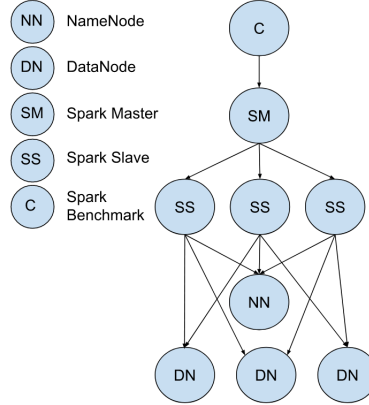 NN NameNode
DN DataNode
SM Spark Master
SS Spark Slave
C Spark
Benchmark
C
SM
SS SS SS
NN
DN DN DN